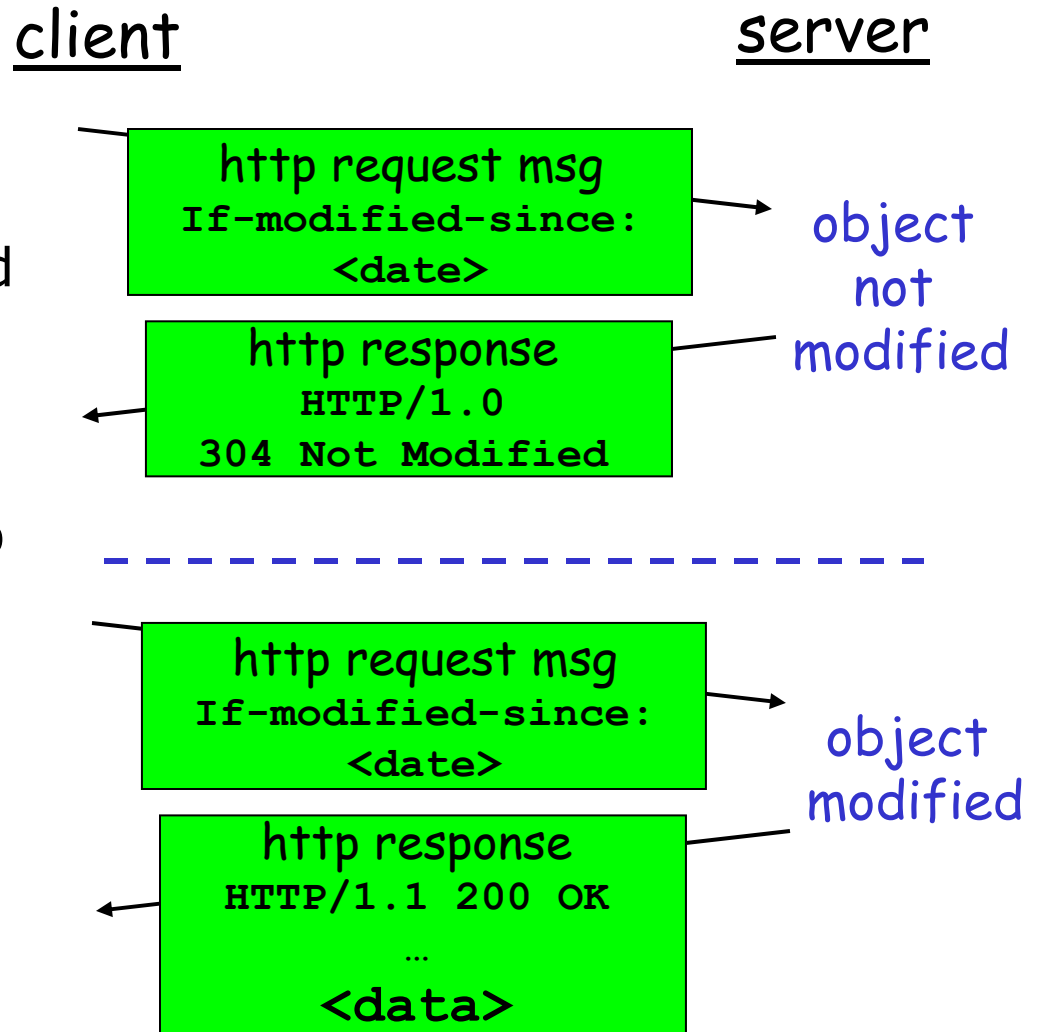 client
server
http request msg
If-modified-since:
<date>
object
not
modified
http response
HTTP/1.0
304 Not Modified
http request msg
If-modified-since:
<date>
object
modified
http response
HTTP/1.1 200 OK
…
<data>